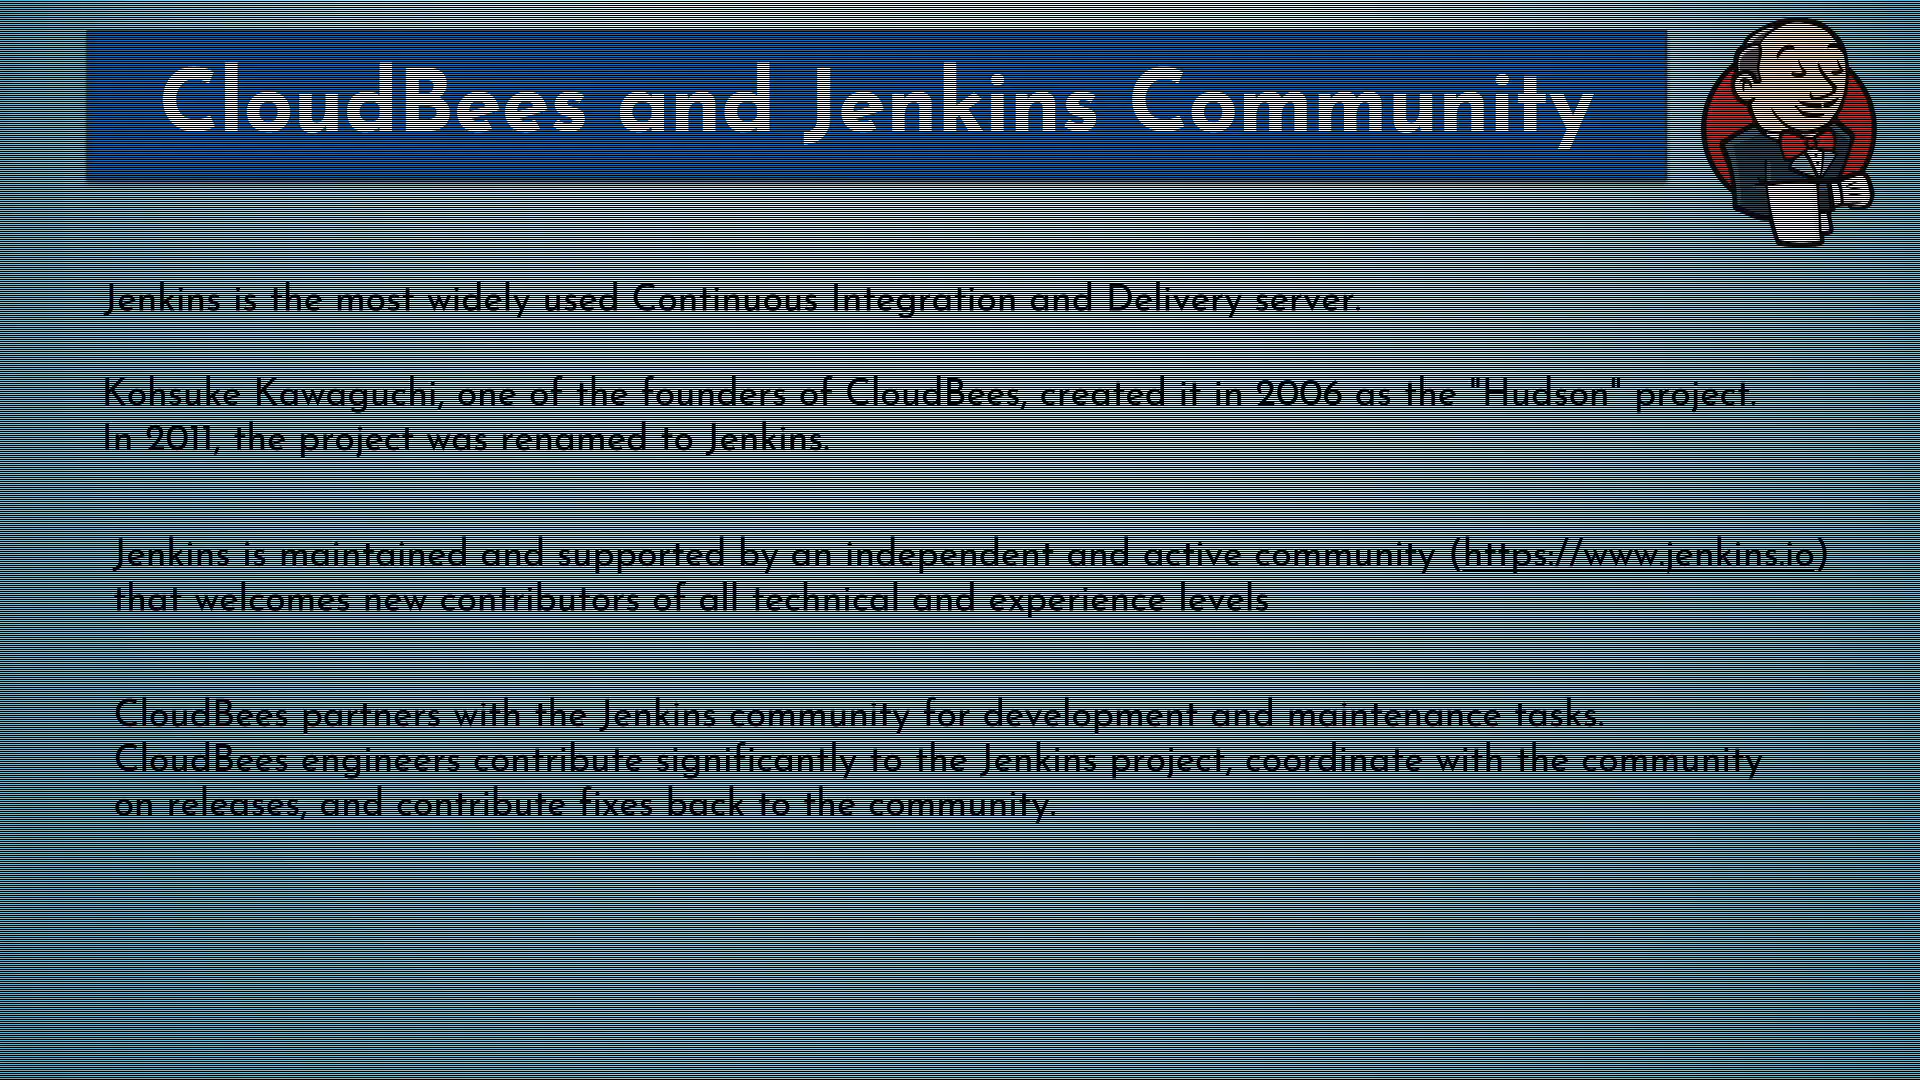 CloudBees and Jenkins Community
Jenkins is the most widely used Continuous Integration and Delivery server.
Kohsuke Kawaguchi, one of the founders of CloudBees, created it in 2006 as the "Hudson" project.
In 2011, the project was renamed to Jenkins.
Jenkins is maintained and supported by an independent and active community (https://www.jenkins.io)
that welcomes new contributors of all technical and experience levels
CloudBees partners with the Jenkins community for development and maintenance tasks.
CloudBees engineers contribute significantly to the Jenkins project, coordinate with the community
on releases, and contribute fixes back to the community.